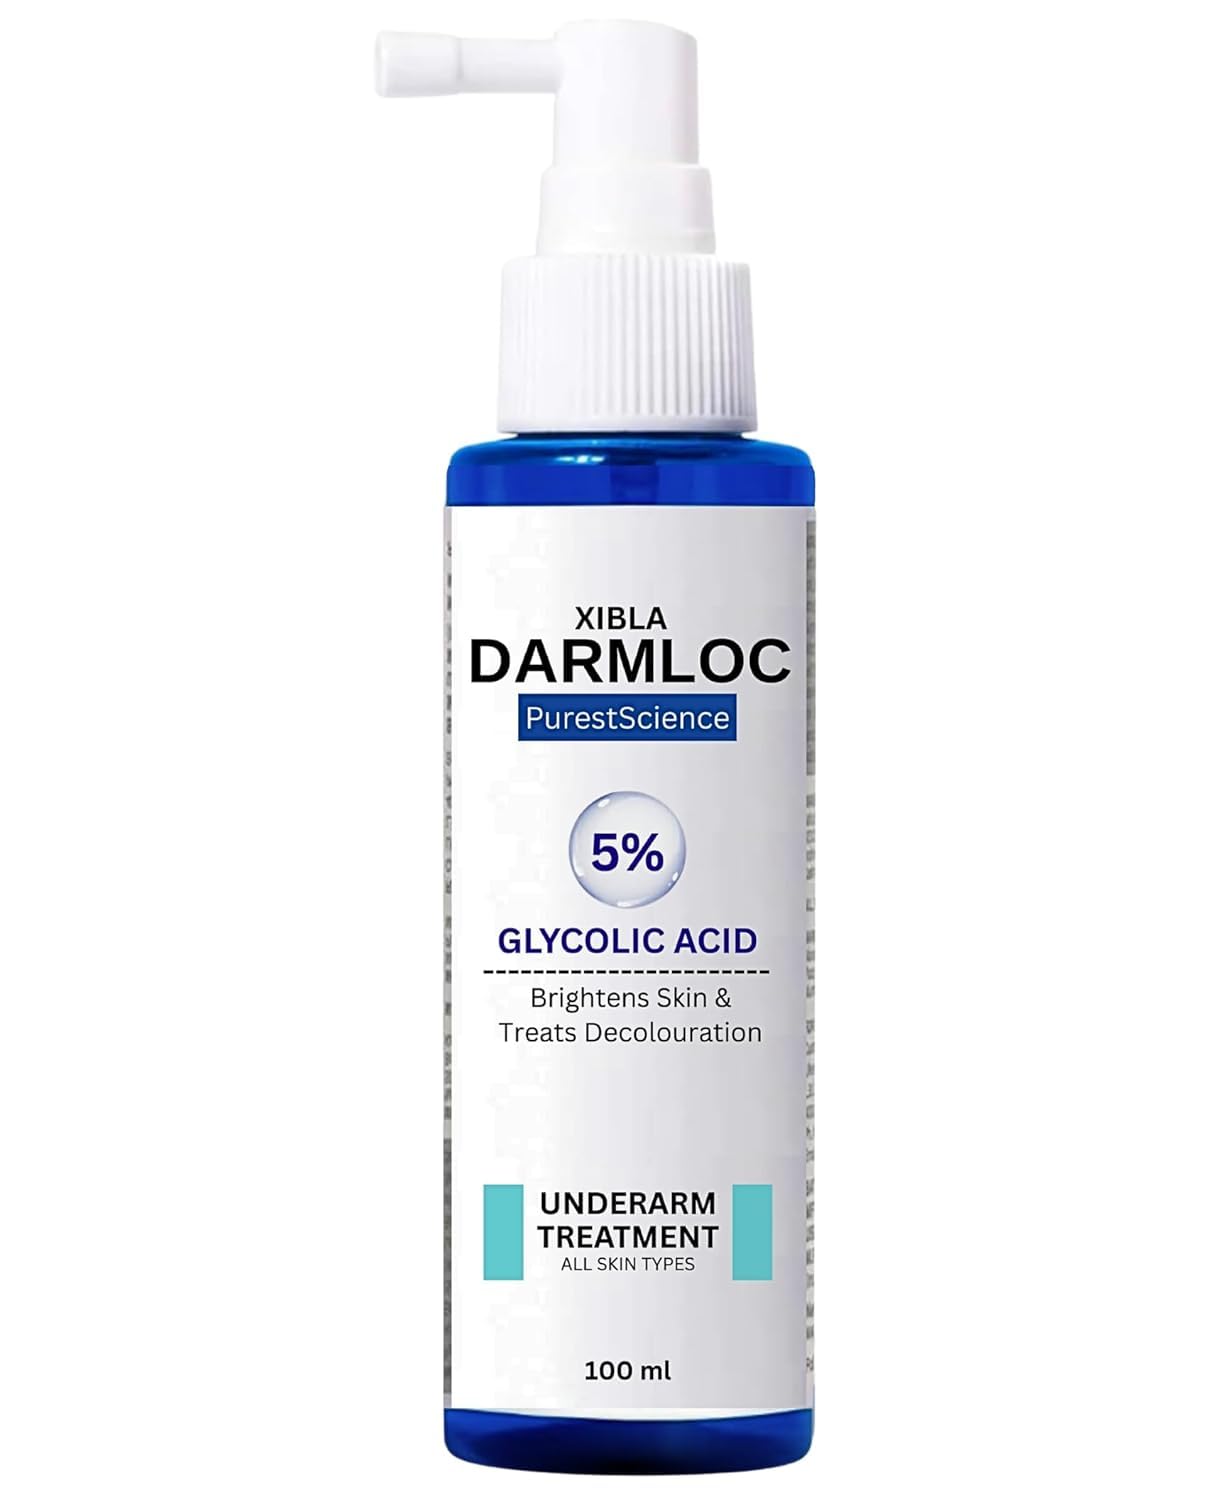 XIBLA
DARMLOC
PurestScience
5%
GLYCOLIC ACID
Brightens Skin &
Treats Decolouration
UNDERARM
TREATMENT
ALL SKIN TYPES
100 ml